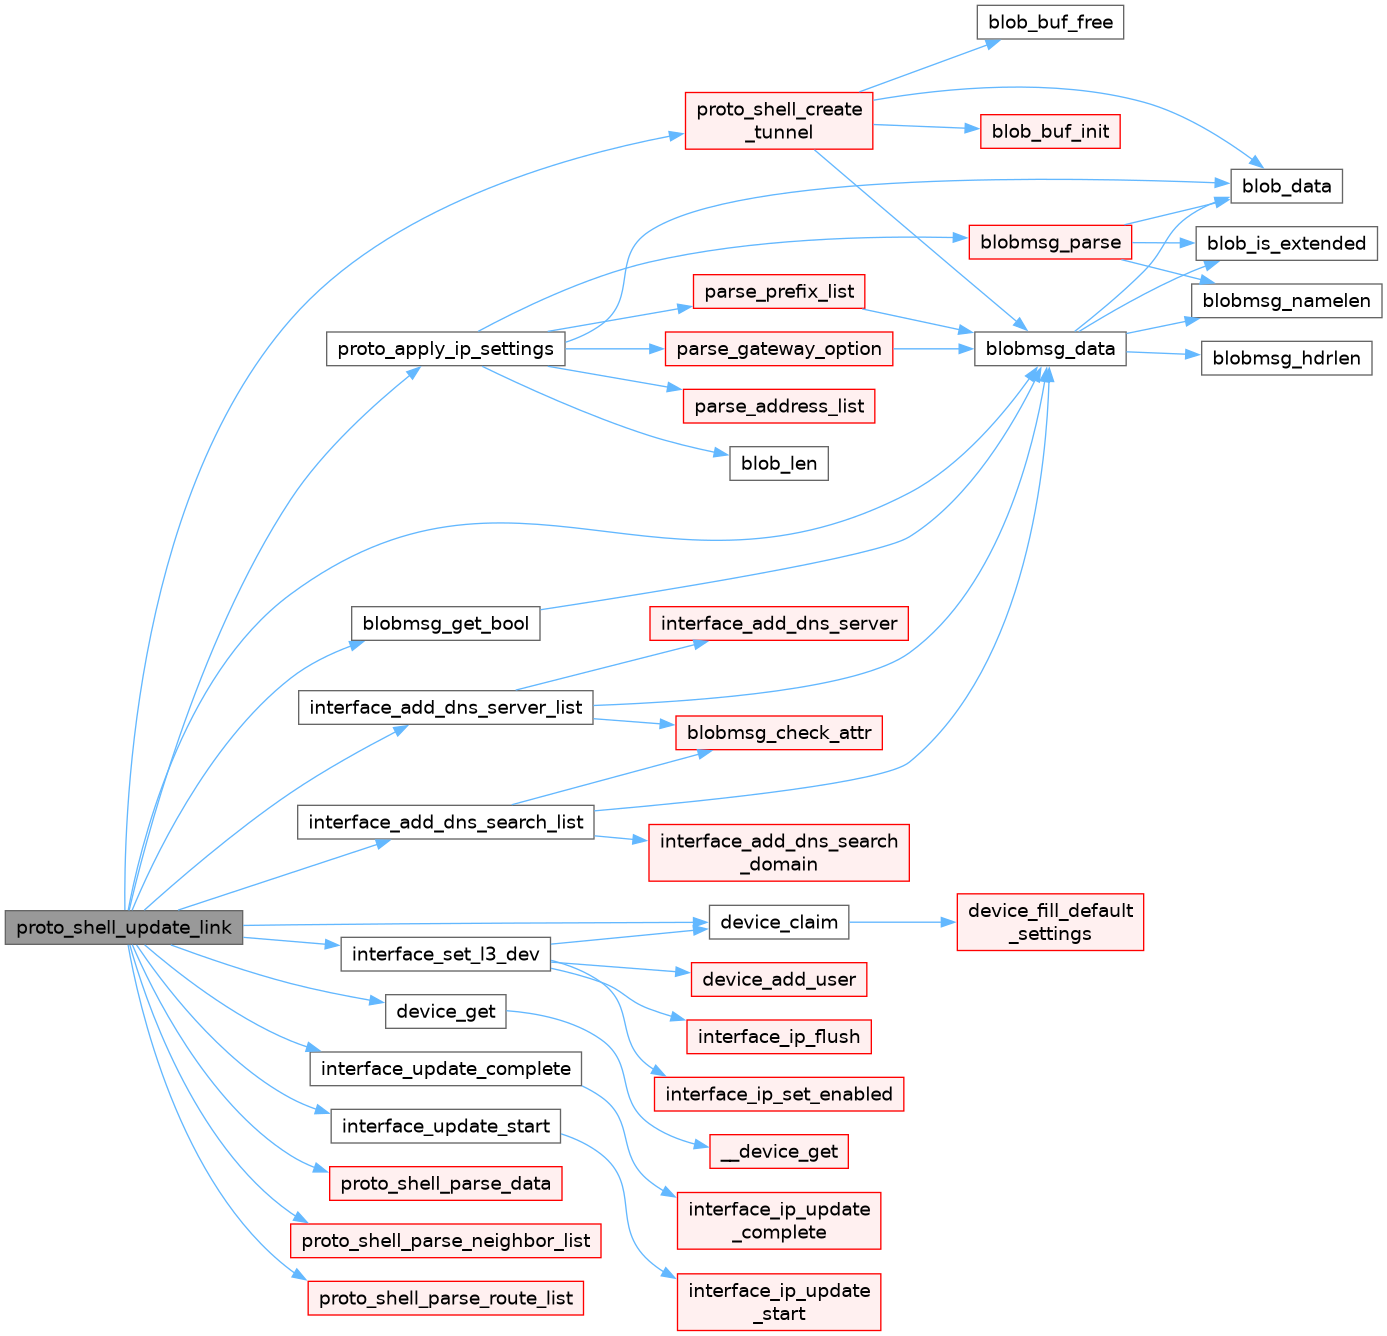 blob_buf_free
proto_shell_create
_tunnel
blob_buf_init
blob_data
blobmsg_parse
blob_is_extended
parse_prefix_list
blobmsg_namelen
proto_apply_ip_settings
parse_gateway_option
blobmsg_data
blobmsg_hdrlen
parse_address_list
blob_len
blobmsg_get_bool
interface_add_dns_server
interface_add_dns_server_list
blobmsg_check_attr
interface_add_dns_search_list
interface_add_dns_search
_domain
proto_shell_update_link
device_claim
device_fill_default
_settings
interface_set_l3_dev
device_add_user
device_get
interface_ip_flush
interface_update_complete
interface_ip_set_enabled
interface_update_start
__device_get
proto_shell_parse_data
interface_ip_update
_complete
proto_shell_parse_neighbor_list
proto_shell_parse_route_list
interface_ip_update
_start